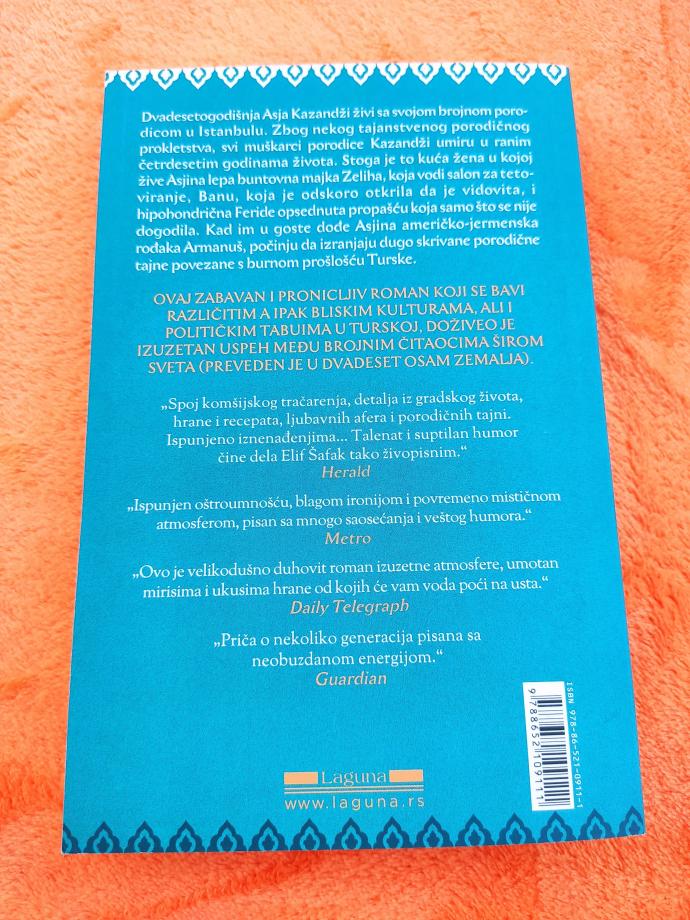 Dvadesetogodišnja Asja Kazandži živi sa svojom brojnom poro-
dicom u Istanbulu. Zbog nekog tajanstvenog porodičnog
prokletstva, svi muškarci porodice Kazandži umiru u ranim
četrdesetim godinama života. Stoga je to kuća žena u kojoj
žive Asjina lepa buntovna majka Zeliha, koja vodi salon za teto-
viranje, Banu, koja je odskoro otkrila da je vidovita, i
hipohondrična Feride opsednuta propašću koja samo što se nije
dogodila. Kad im u goste dođe Asjina američko-jermenska
rođaka Armanuš, počinju da izranjaju dugo skrivane porodične
tajne povezane s burnom prošlošću Turske.
OVAJ ZABAVAN I PRONICLJIV ROMAN KOJI SE BAVI
RAZLIČITIM A IPAK BLISKIM KULTURAMA, ALI I
POLITIČKIM TABUIMA U TURSKOJ, DOŽIVEO JE
IZUZETAN USPEH MEĐU BROJNIM ČITAOCIMA ŠIROM
SVETA (PREVEDEN JE U DVADESET OSAM ZEMALJA).
„Spoj komšijskog tračarenja, detalja iz gradskog života,
hrane i recepata, ljubavnih afera i porodičnih tajni.
Ispunjeno iznenađenjima... Talenat i suptilan humor
čine dela Elif Šafak tako živopisnim.“
Herald
„Ispunjen oštroumnošću, blagom ironijom i povremeno mističnom
atmosferom, pisan sa mnogo saosećanja i veštog humora.“
Metro
„Ovo je velikodušno duhovit roman izuzetne atmosfere, umotan
mirisima i ukusima hrane od kojih će vam voda poći na usta.“
Daily Telegraph
„Priča o nekoliko generacija pisana sa
neobuzdanom energijom.“
Guardian
ISBN 978-86-521-0911-1
9788652109111
Laguna
www.laguna.rs